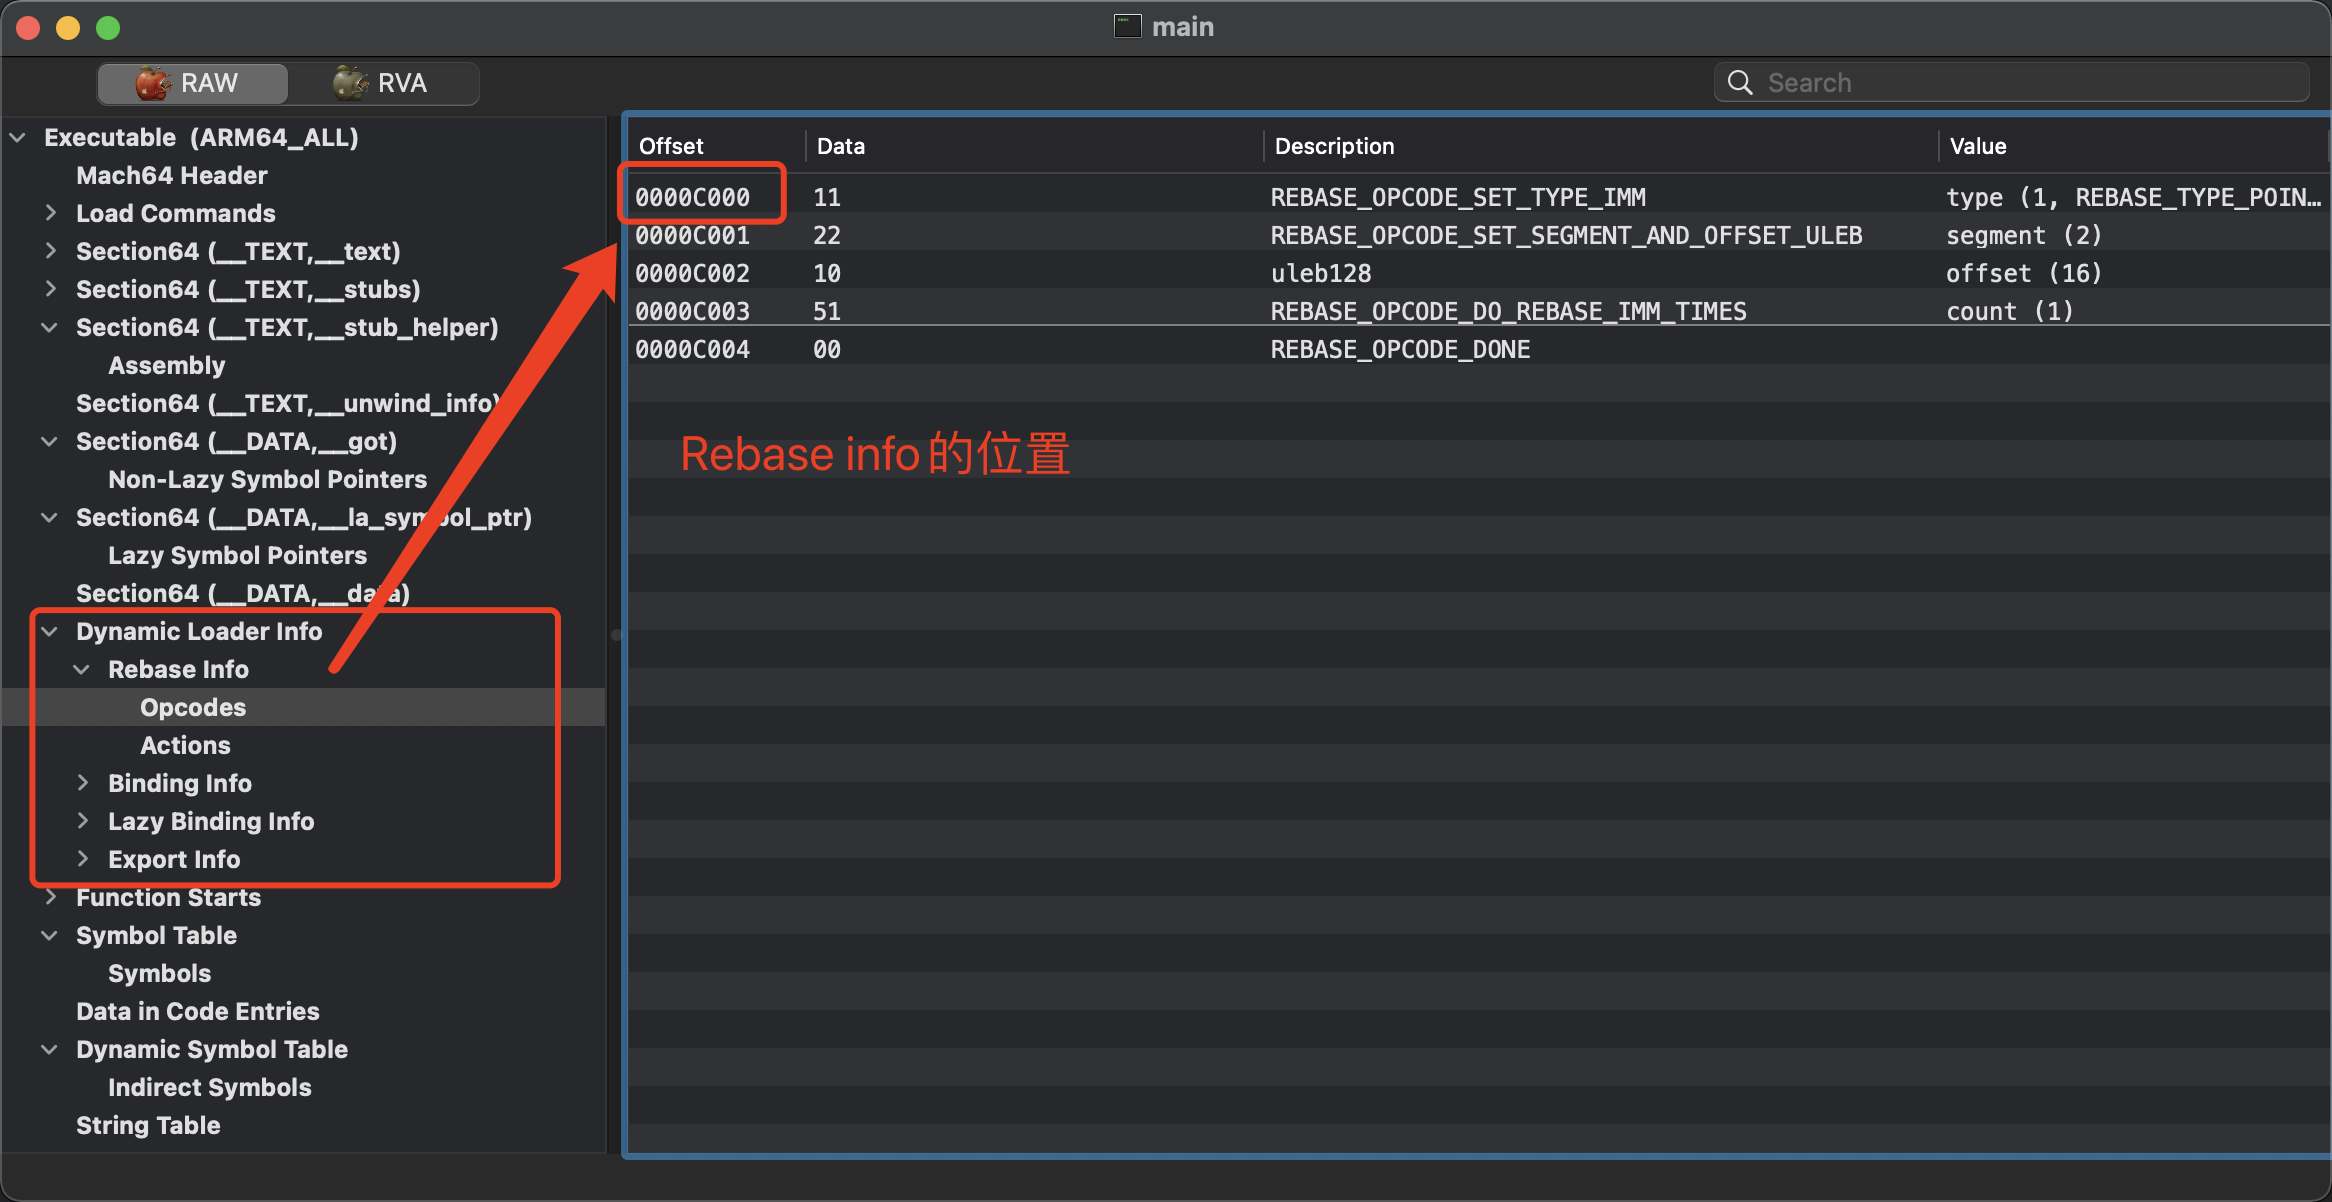 main
RAW
RVA
Search
Executable (ARM64_ALL)
Mach64 Header
Load Commands
Section64 (__TEXT,__text)
Section64 (__TEXT,__stubs)
Section64 (__TEXT,__stub_helper)
Assembly
Section64 (__TEXT,__unwind_info)
Section64 (__DATA,__got)
Non-Lazy Symbol Pointers
Section64 (__DATA,__la_symbol_ptr)
Lazy Symbol Pointers
Section64 (__DATA,__data)
Dynamic Loader Info
Rebase Info
Opcodes
Actions
Binding Info
Lazy Binding Info
Export Info
Function Starts
Symbol Table
Symbols
Data in Code Entries
Dynamic Symbol Table
Indirect Symbols
String Table
Offset Data Description Value
0000C000 11 REBASE_OPCODE_SET_TYPE_IMM type (1, REBASE_TYPE_POIN…
0000C001 22 REBASE_OPCODE_SET_SEGMENT_AND_OFFSET_ULEB segment (2)
0000C002 10 uleb128 offset (16)
0000C003 51 REBASE_OPCODE_DO_REBASE_IMM_TIMES count (1)
0000C004 00 REBASE_OPCODE_DONE
Rebase info的位置